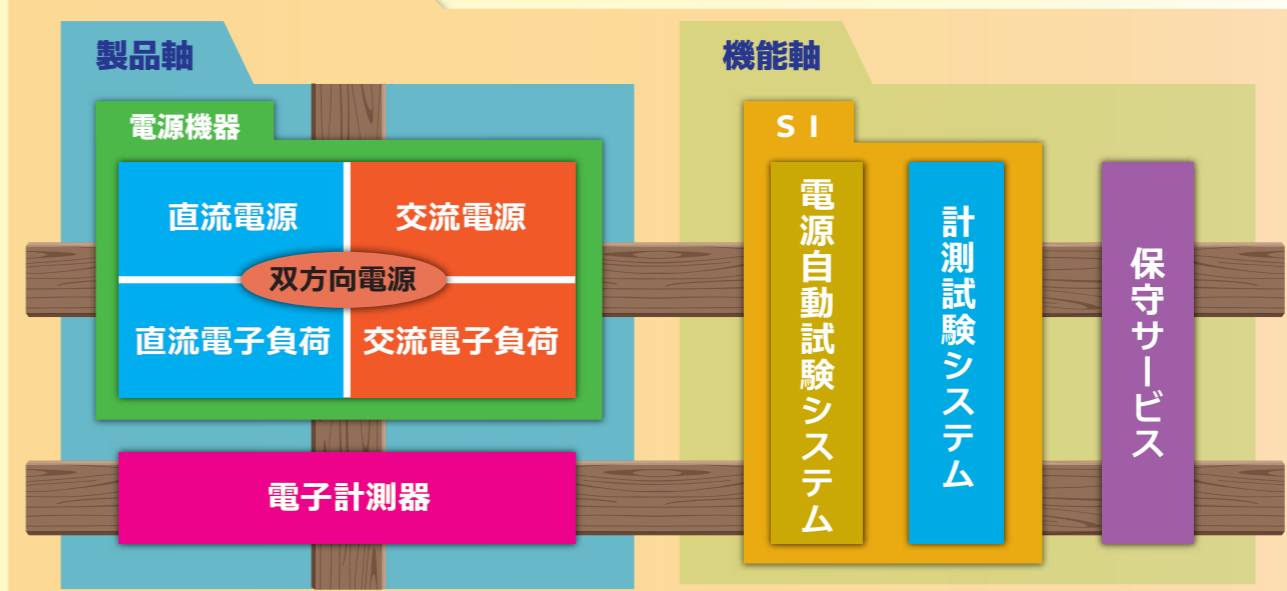 製品軸
電源機器
直流電源
交流電源
双方向電源
直流電子負荷
交流電子負荷
電子計測器
機能軸
ＳＩ
電源自動試験システム
計測試験システム
保守サービス